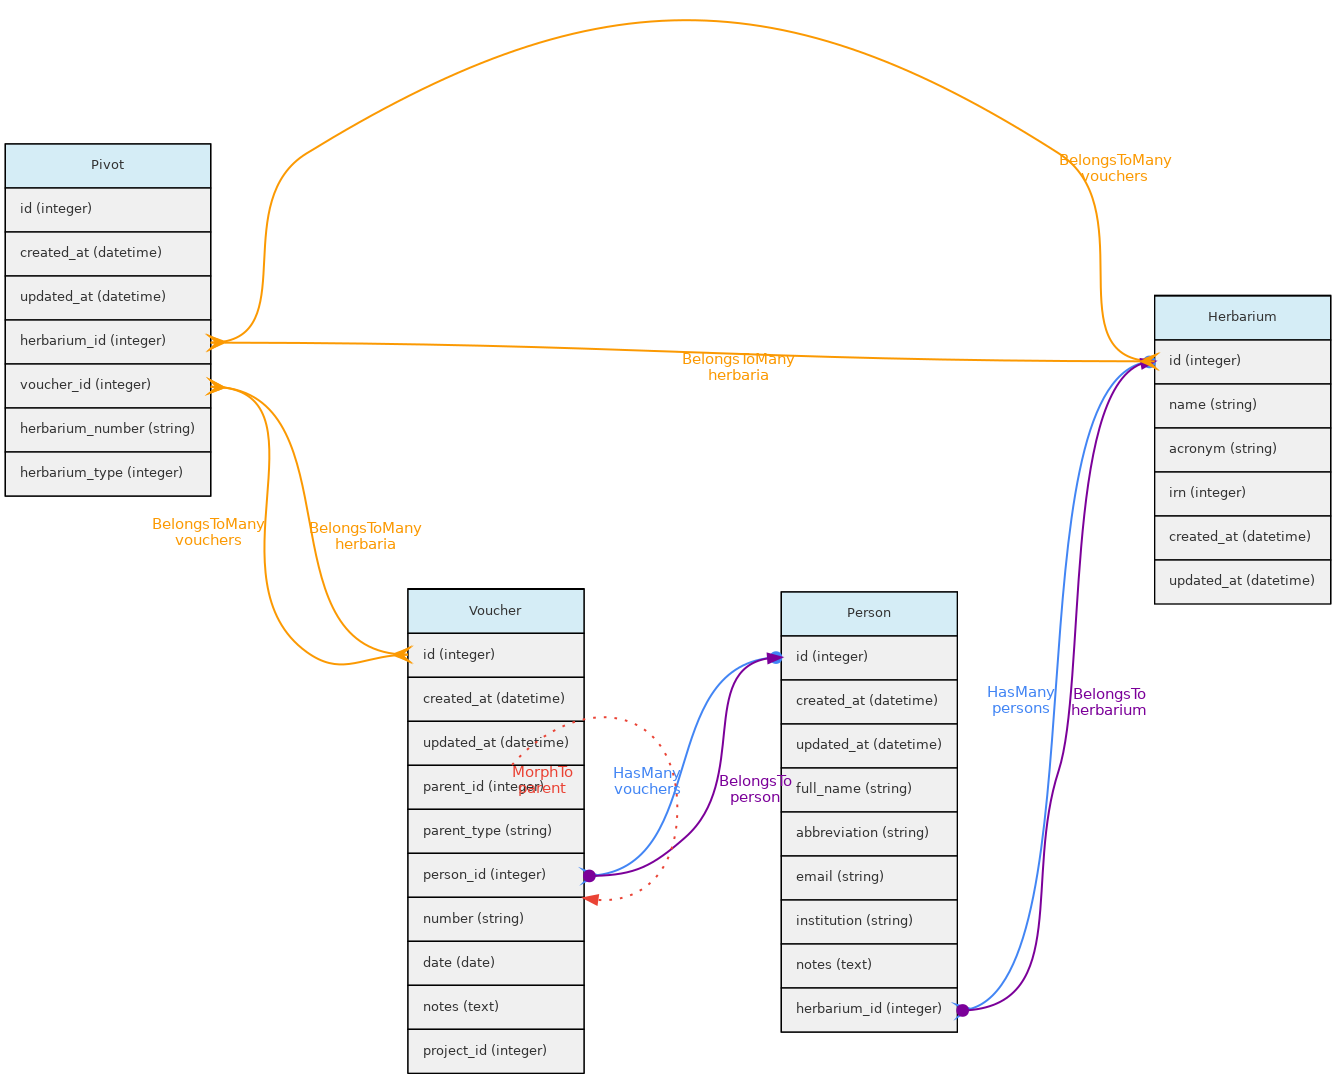 BelongsToMany
vouchers
Pivot
id (integer)
created_at (datetime)
updated_at (datetime)
herbarium_id (integer)
voucher_id (integer)
herbarium_number (string)
herbarium_type (integer)
Herbarium
id (integer)
name (string)
acronym (string)
irn (integer)
created_at (datetime)
updated_at (datetime)
BelongsToMany
herbaria
BelongsToMany
vouchers
BelongsToMany
herbaria
Voucher
id (integer)
created_at (datetime)
updated_at (datetime)
parent_id (integer)
parent_type (string)
person_id (integer)
number (string)
date (date)
notes (text)
project_id (integer)
MorphTo
parent
HasMany
vouchers
BelongsTo
person
Person
id (integer)
created_at (datetime)
updated_at (datetime)
full_name (string)
abbreviation (string)
email (string)
institution (string)
notes (text)
herbarium_id (integer)
HasMany
persons
BelongsTo
herbarium